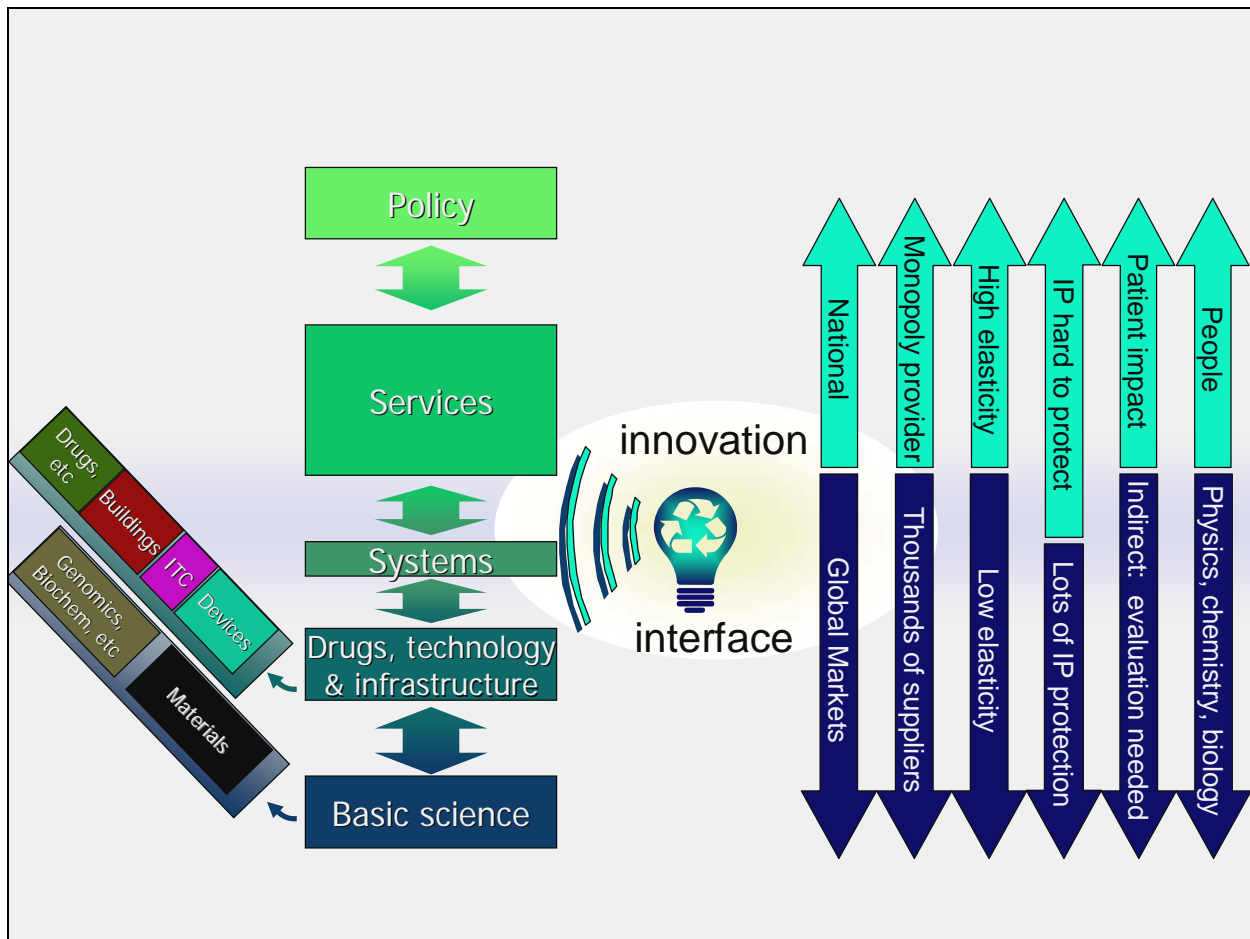 Policy
Services
Systems
Drugs, technology
& infrastructure
Basic science
Drugs,
etc
Buildings
ITC
Devices
Genomics,
Biochem, etc
Materials
innovation
interface
National
Monopoly provider
High elasticity
IP hard to protect
Patient impact
People
Global Markets
Thousands of suppliers
Low elasticity
Lots of IP protection
Indirect: evaluation needed
Physics, chemistry, biology